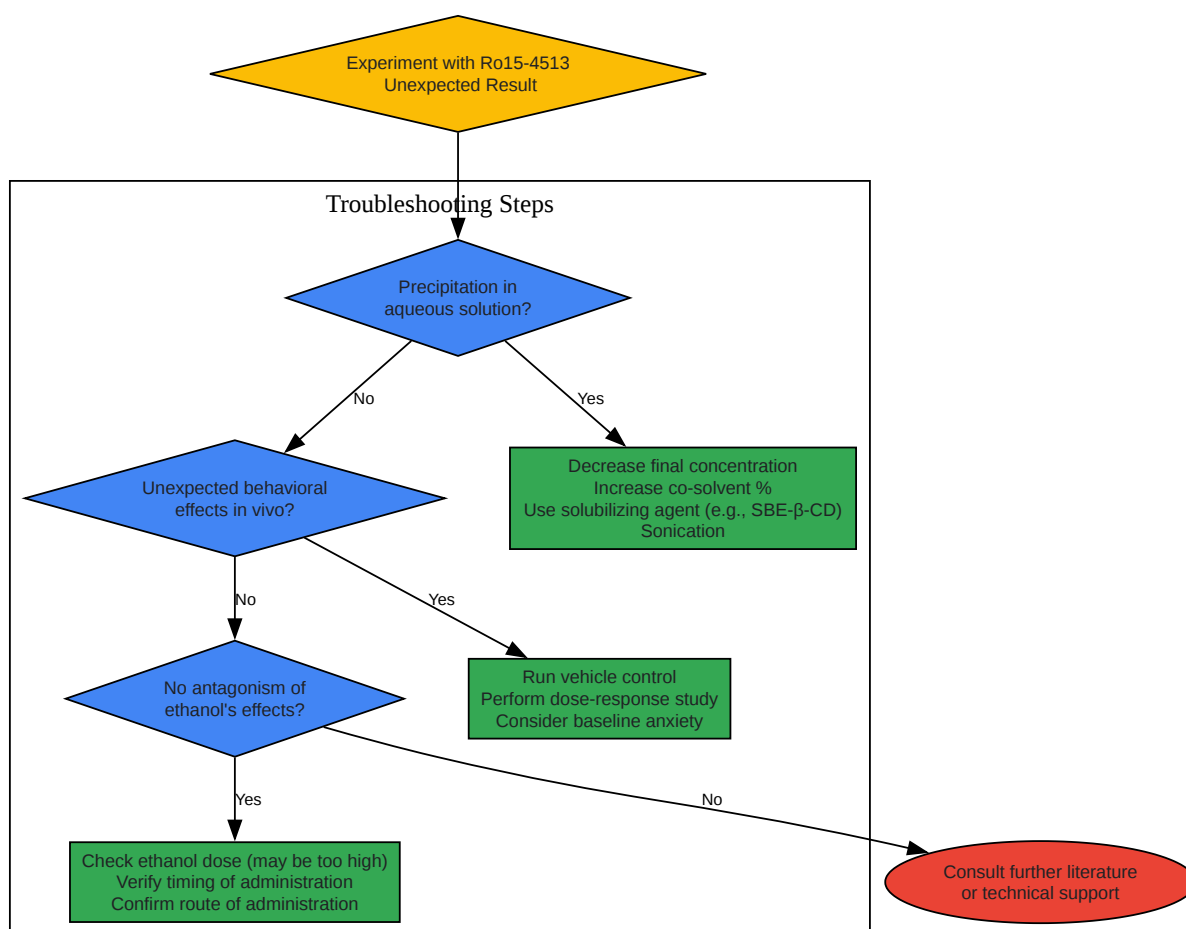 Experiment with Ro15-4513
Unexpected Result
Troubleshooting Steps
Precipitation in
aqueous solution?
No
Yes
Decrease final concentration
Increase co-solvent %
Use solubilizing agent (e.g., SBE-β-CD)
Sonication
Unexpected behavioral
effects in vivo?
No
Yes
Run vehicle control
Perform dose-response study
Consider baseline anxiety
No antagonism of
ethanol's effects?
Yes
No
Check ethanol dose (may be too high)
Verify timing of administration
Confirm route of administration
Consult further literature
or technical support